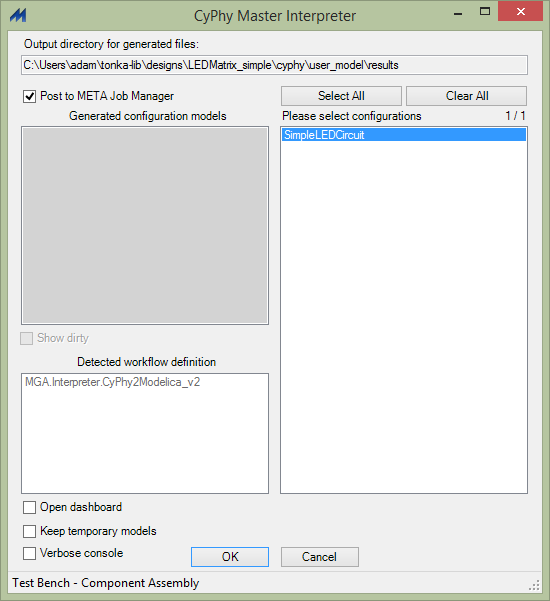 CyPhy Master Interpreter
Output directory for generated files:
C:\Users\adam\tonka-lib\designs\LEDMatrix_simple\cyphy\user_model\results
Post to META Job Manager
Select All
Clear All
Generated configuration models
Please select configurations
1 / 1
SimpleLEDCircuit
Show dirty
Detected workflow definition
MGA.Interpreter.CyPhy2Modelica_v2
Open dashboard
Keep temporary models
Verbose console
OK
Cancel
Test Bench - Component Assembly